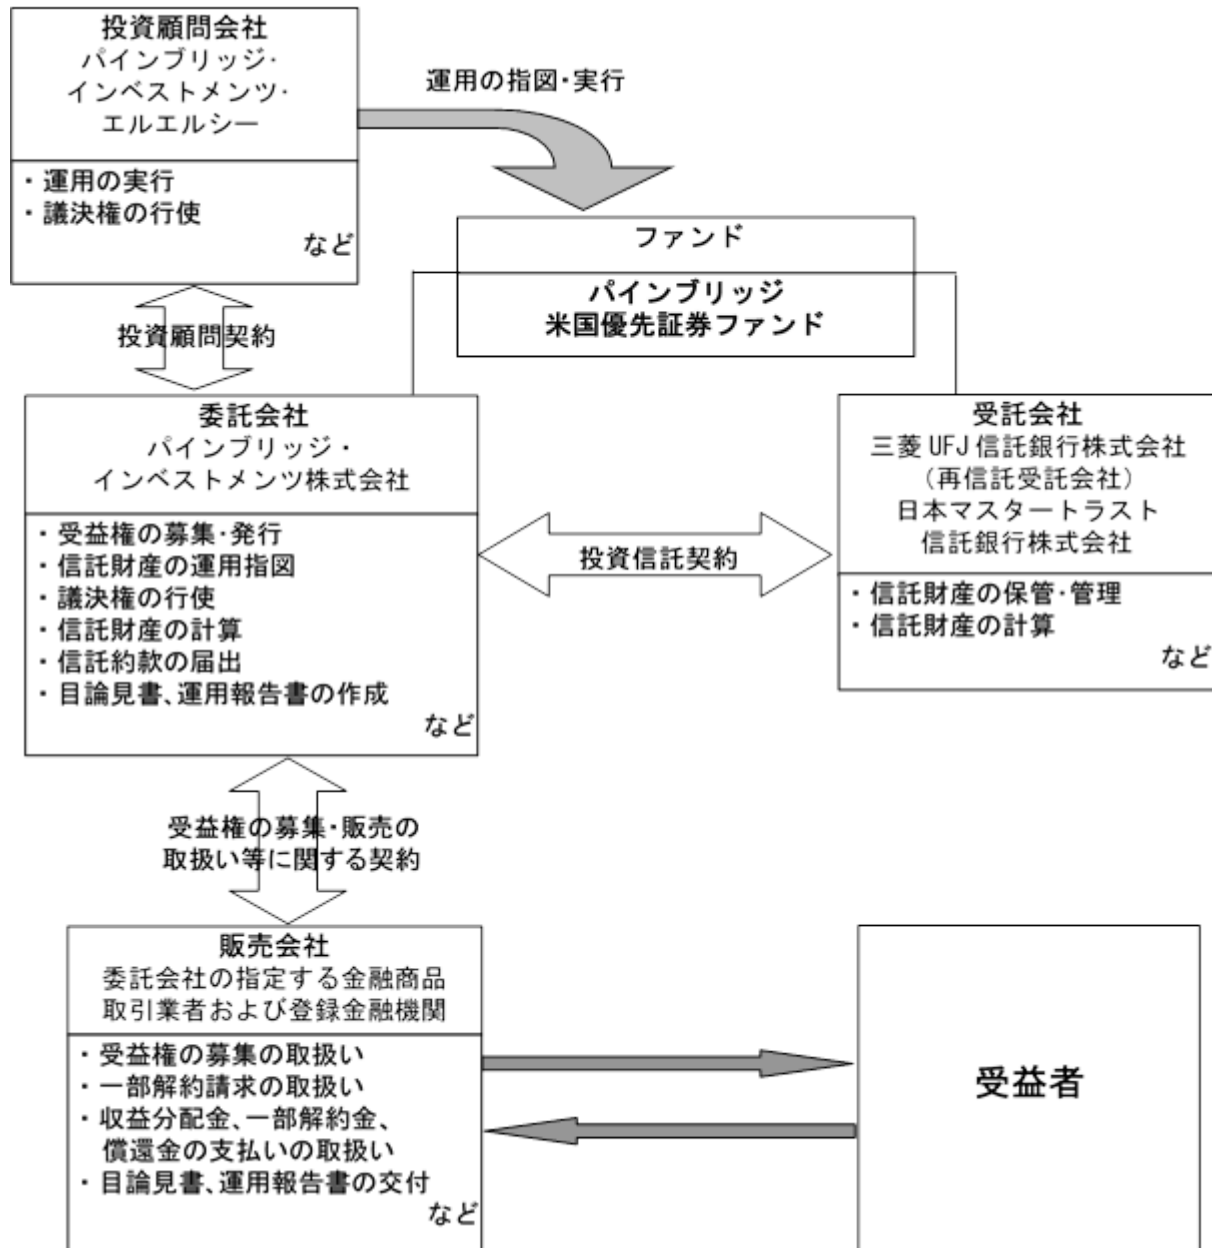 投資顧問会社
パインブリッジ・
インベストメンツ・
エルエルシー
・運用の実行
・議決権の行使
など
運用の指図・実行
ファンド
パインブリッジ
米国優先証券ファンド
投資顧問契約
委託会社
パインブリッジ・
インベストメンツ株式会社
・受益権の募集・発行
・信託財産の運用指図
・議決権の行使
・信託財産の計算
・信託約款の届出
・目論見書、運用報告書の作成
など
投資信託契約
受託会社
三菱UFJ信託銀行株式会社
（再信託受託会社）
日本マスタートラスト
信託銀行株式会社
・信託財産の保管・管理
・信託財産の計算
など
受益権の募集・販売の
取扱い等に関する契約
販売会社
委託会社の指定する金融商品
取引業者および登録金融機関
・受益権の募集の取扱い
・一部解約請求の取扱い
・収益分配金、一部解約金、
償還金の支払いの取扱い
・目論見書、運用報告書の交付
など
受益者